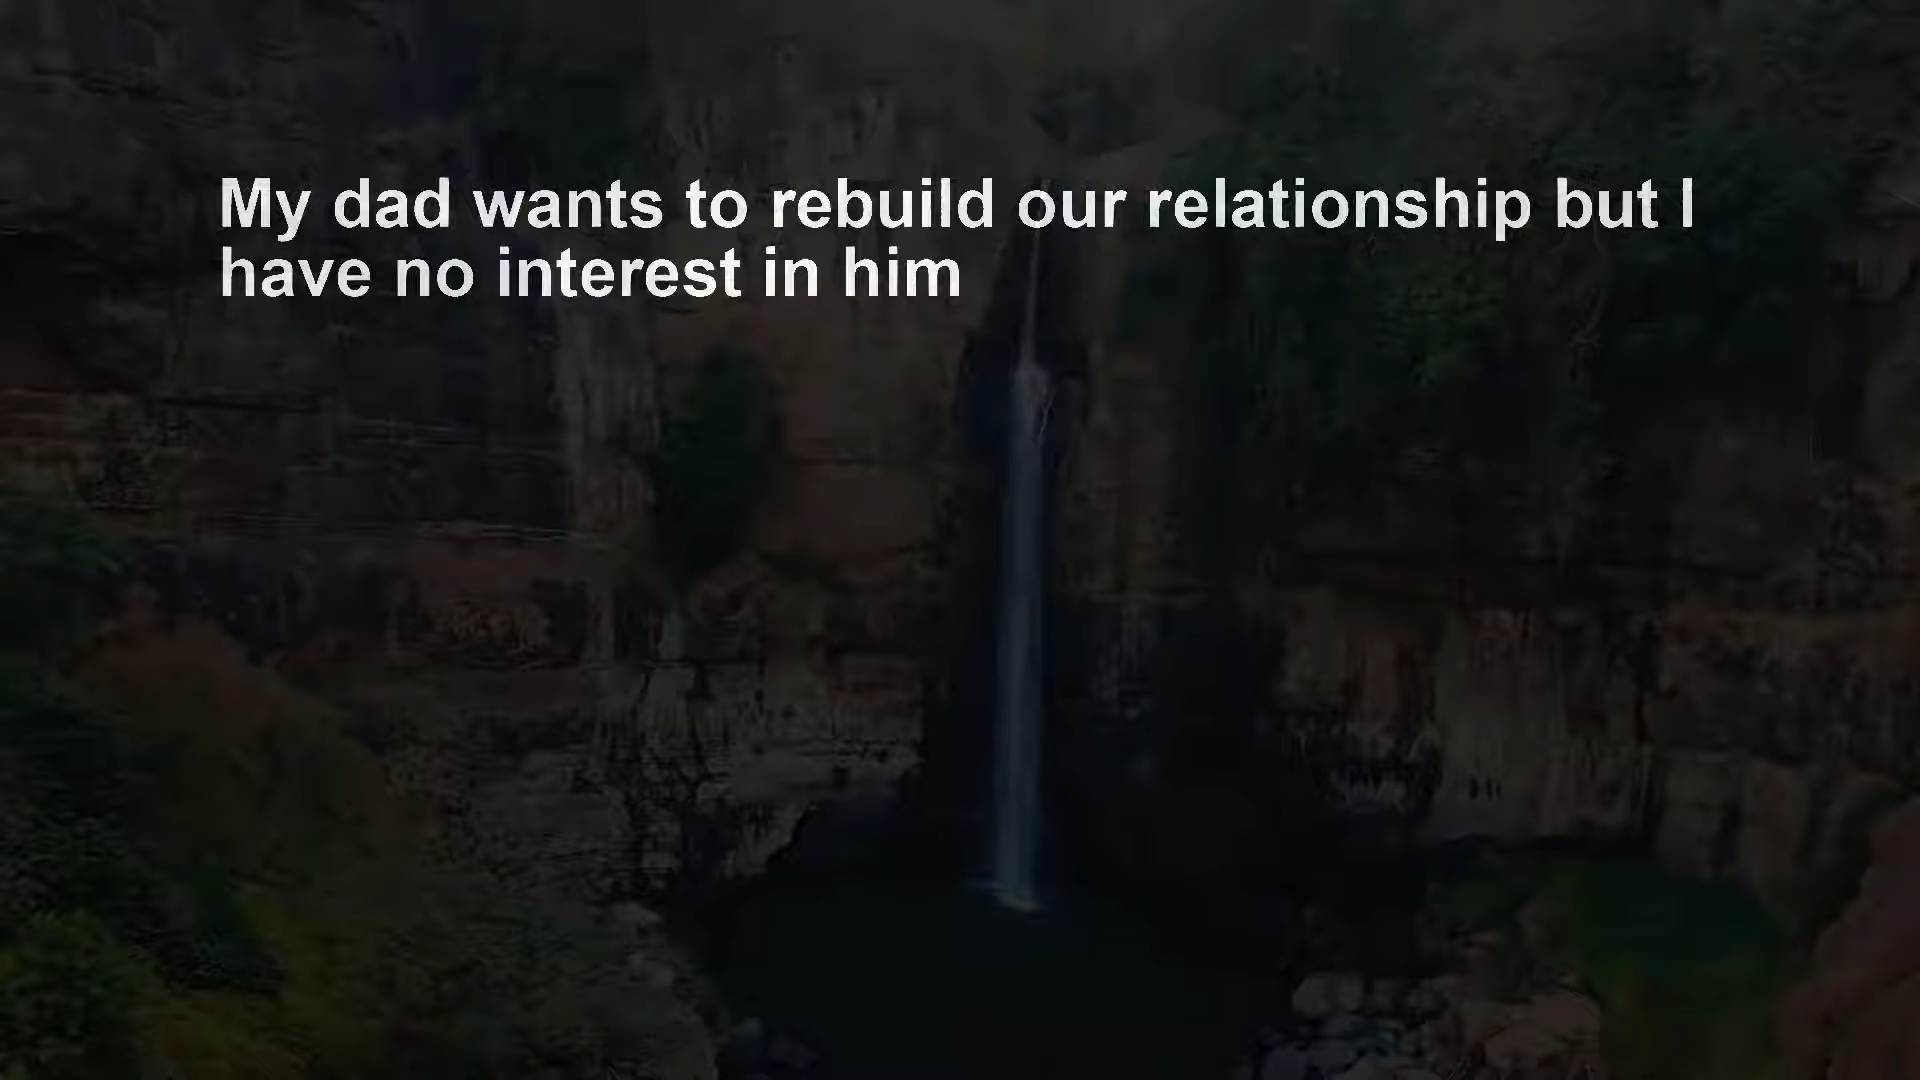 My dad wants to rebuild our relationship but I
have no interest in him